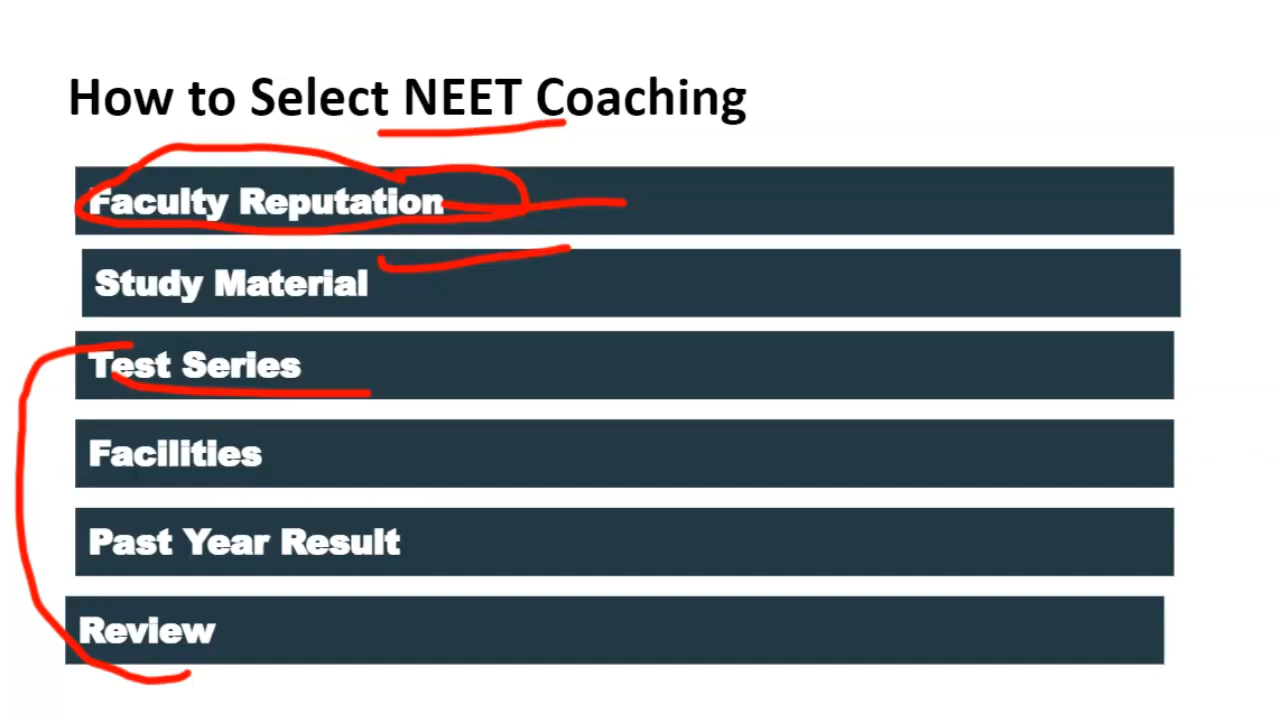 How to Select NEET Coaching
Faculty Reputation
Study Material
Test Series
Facilities
Past Year Result
Review